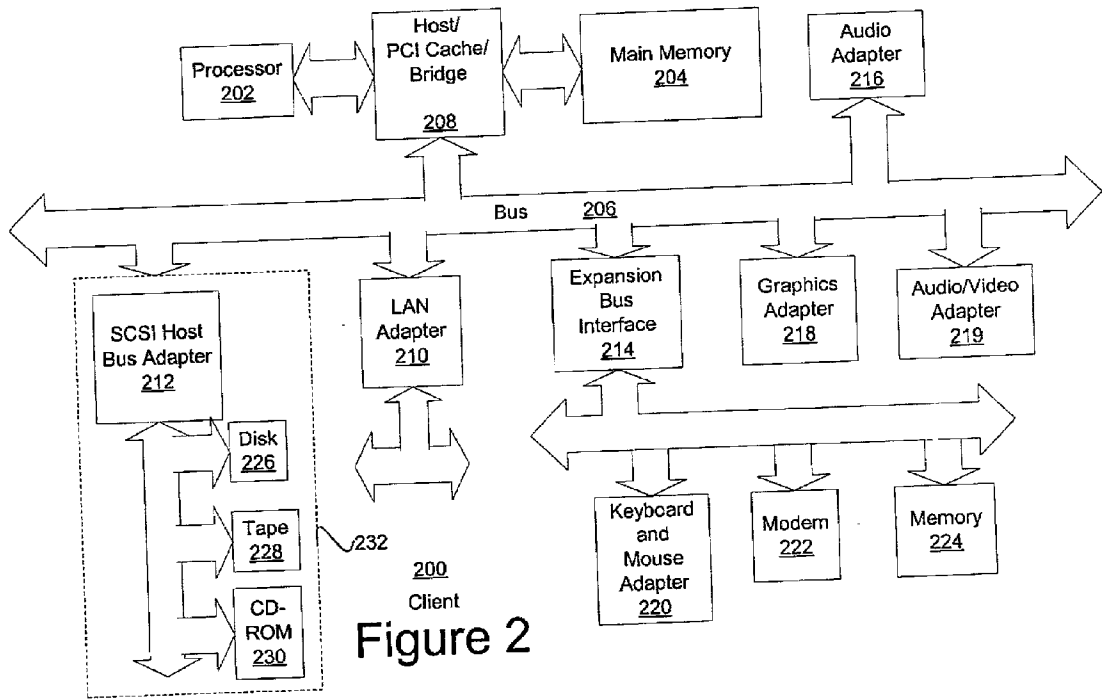 Processor
202
Host/
PCI Cache/
Bridge
208
Main Memory
204
Audio
Adapter
216
Bus 206
SCSI Host
Bus Adapter
212
LAN
Adapter
210
Expansion
Bus
Interface
214
Graphics
Adapter
218
Audio/Video
Adapter
219
Disk
226
Tape
228
CD-
ROM
230
232
200
Client
Keyboard
and
Mouse
Adapter
220
Modem
222
Memory
224
Figure 2